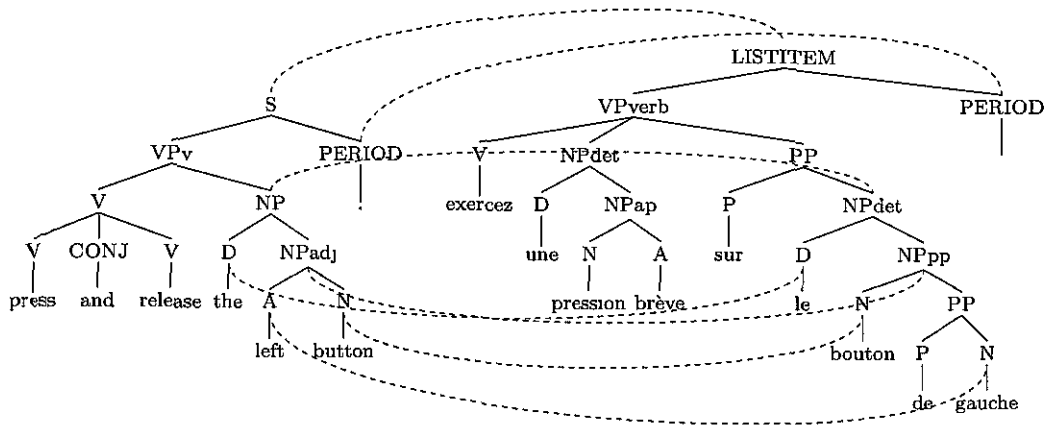 LISTITEM
S VPverb PERIOD
VPv PERIOD V NPdet PP
V NP exercez D NPap P NPdet
.
V CONJ V D NPadj une N A sur D NPpp
press and release the A N pression brève le N PP
left button bouton P N
de gauche